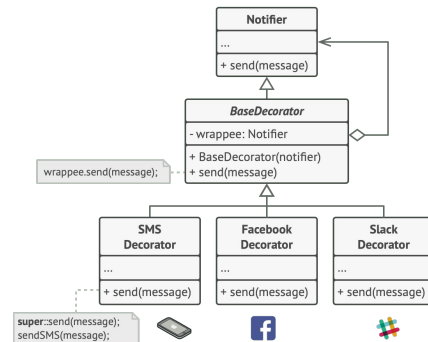 Notifier
...
+ send(message)
BaseDecorator
- wrappee: Notifier
+ BaseDecorator(notifier)
+ send(message)
wrappee.send(message);
SMS
Decorator
...
+ send(message)
Facebook
Decorator
...
+ send(message)
Slack
Decorator
...
+ send(message)
super::send(message);
sendSMS(message);